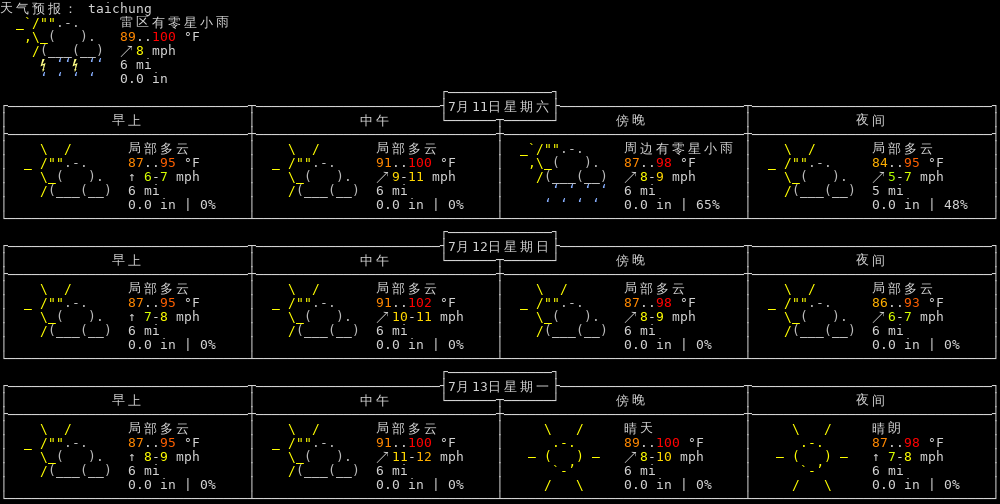 天气预报： taichung
雷区有零星小雨
89..100 °F
↗8 mph
6 mi
0.0 in
7月11日星期六
早上 中午 傍晚 夜间
局部多云 局部多云 周边有零星小雨 局部多云
87..95 °F 91..100 °F 87..98 °F 84..95 °F
↑ 6-7 mph ↗9-11 mph ↗8-9 mph ↗5-7 mph
6 mi 6 mi 6 mi 5 mi
0.0 in | 0% 0.0 in | 0% 0.0 in | 65% 0.0 in | 48%
7月12日星期日
早上 中午 傍晚 夜间
局部多云 局部多云 局部多云 局部多云
87..95 °F 91..102 °F 87..98 °F 86..93 °F
↑ 7-8 mph ↗10-11 mph ↗8-9 mph ↗6-7 mph
6 mi 6 mi 6 mi 6 mi
0.0 in | 0% 0.0 in | 0% 0.0 in | 0% 0.0 in | 0%
7月13日星期一
早上 中午 傍晚 夜间
局部多云 局部多云 晴天 晴朗
87..95 °F 91..100 °F 89..100 °F 87..98 °F
↑ 8-9 mph ↗11-12 mph ↗8-10 mph ↑ 7-8 mph
6 mi 6 mi 6 mi 6 mi
0.0 in | 0% 0.0 in | 0% 0.0 in | 0% 0.0 in | 0%